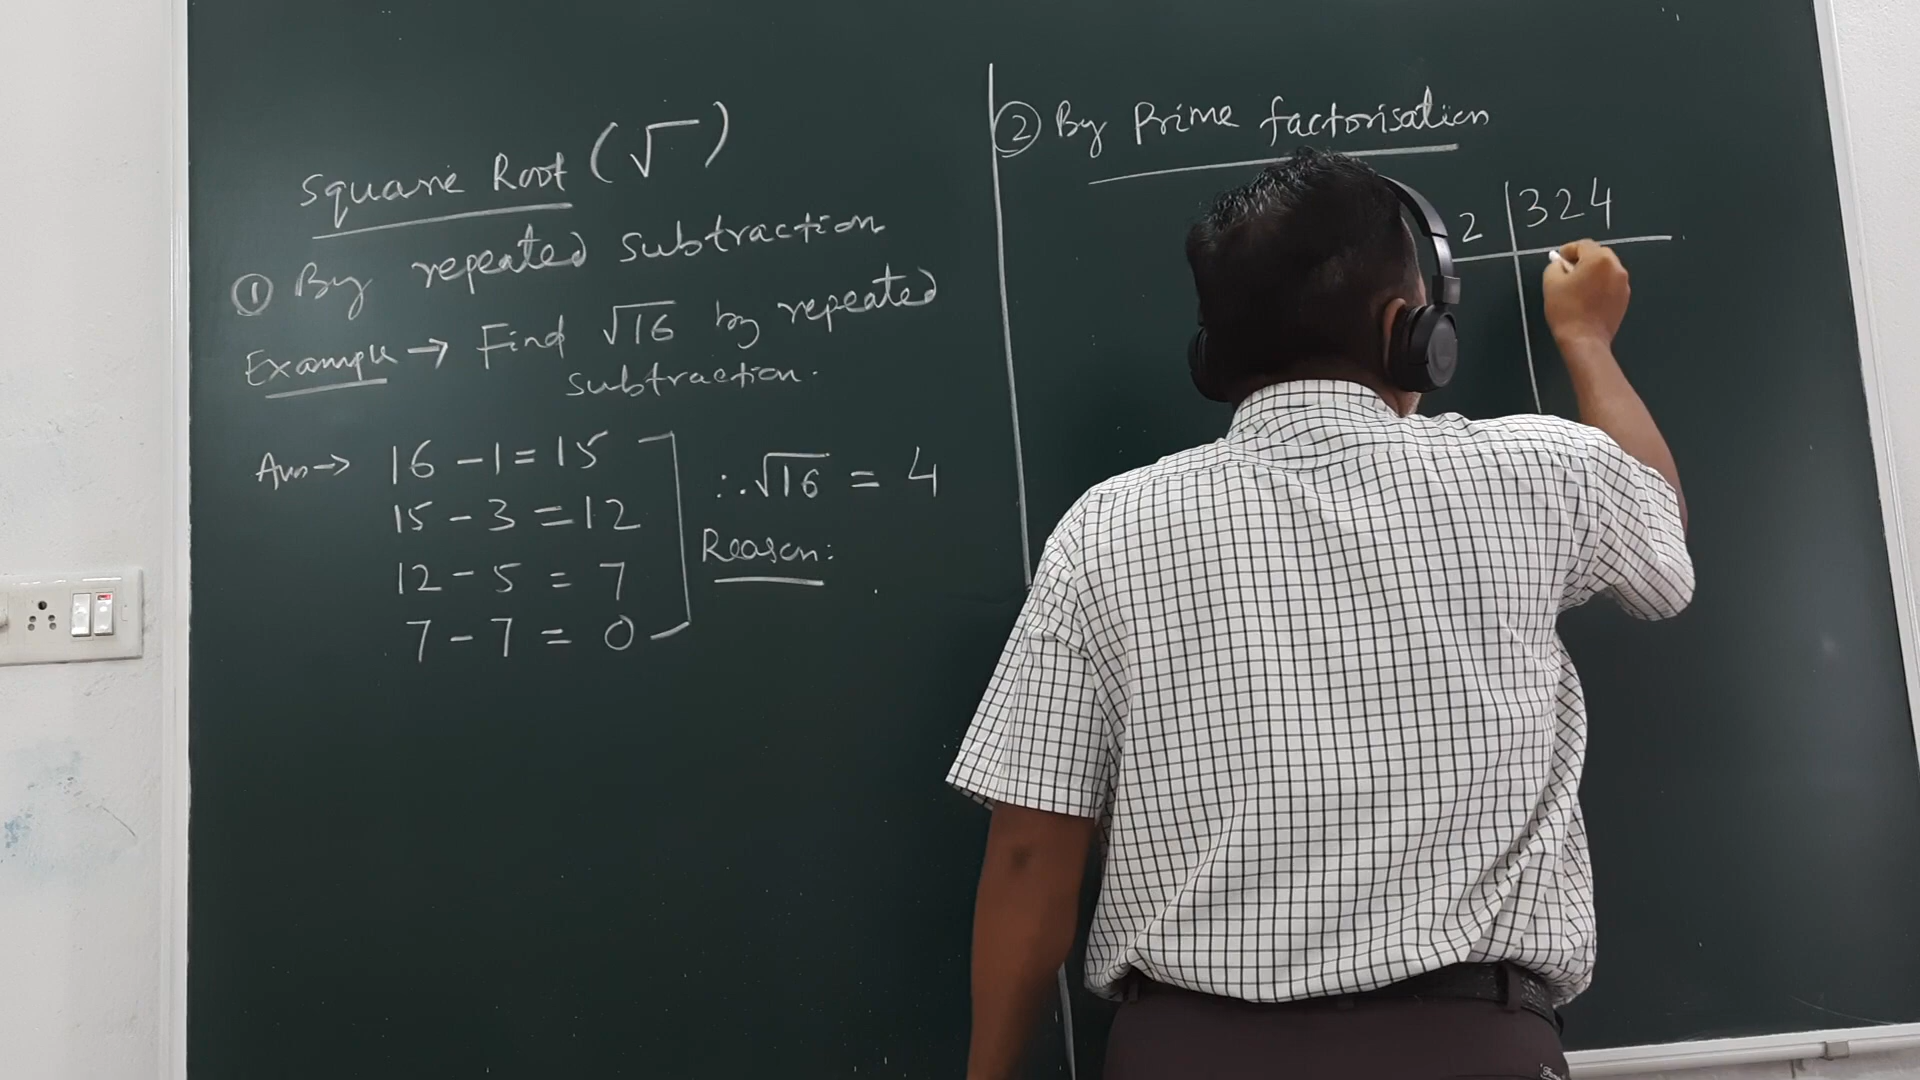 Square Root (√‾)
① By repeated subtraction
Example → Find √16 by repeated
subtraction.
Ans → 16 - 1 = 15
15 - 3 = 12
12 - 5 = 7
7 - 7 = 0
∴ √16 = 4
Reason:
② By Prime factorisation
2 | 324